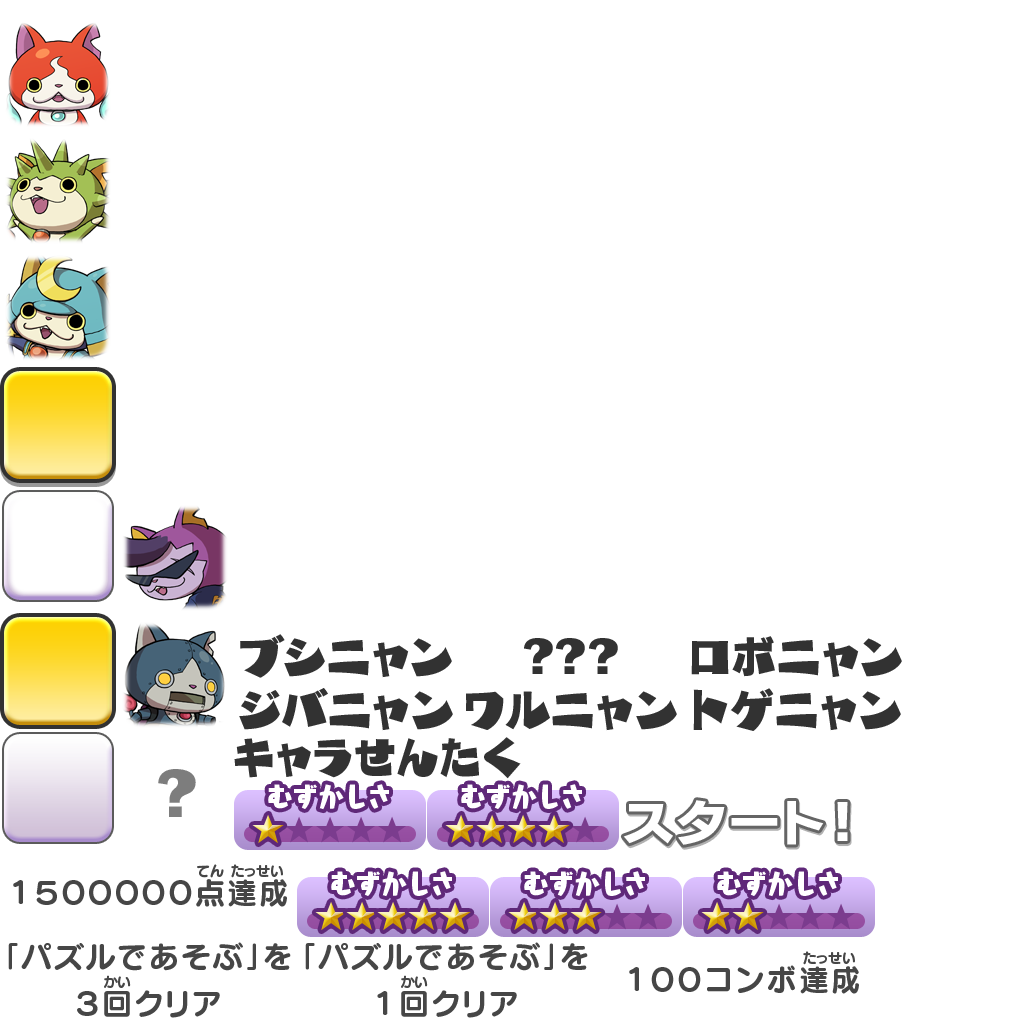 ブシニャン ??? ロボニャン
ジバニャン ワルニャン トゲニャン
キャラせんたく
?
むずかしさ むずかしさ
スタート!
てん たっせい
1500000点達成
むずかしさ むずかしさ むずかしさ
「パズルであそぶ」を
かい
3回クリア
「パズルであそぶ」を
かい
1回クリア
たっせい
100コンボ達成